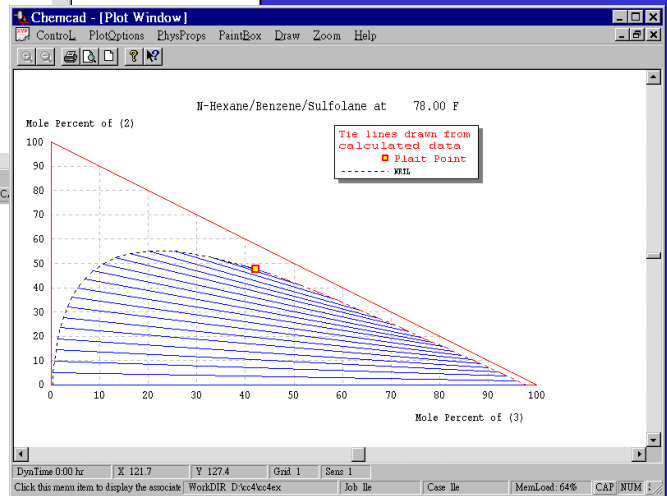 Chemcad - [Plot Window]
ControL PlotOptions PhysProps PaintBox Draw Zoom Help
N-Hexane/Benzene/Sulfolane at 78.00 F
Mole Percent of (2)
Tie lines drawn from
calculated data
Plait Point
NRTL
100
90
80
70
60
50
40
30
20
10
0
0 10 20 30 40 50 60 70 80 90 100
Mole Percent of (3)
DynTime 0:00 hr X 121.7 Y 127.4 Grid 1 Sens 1
Click this menu item to display the associate WorkDIR D:\cc4\cc4ex Job lle Case lle MemLoad: 64% CAP NUM